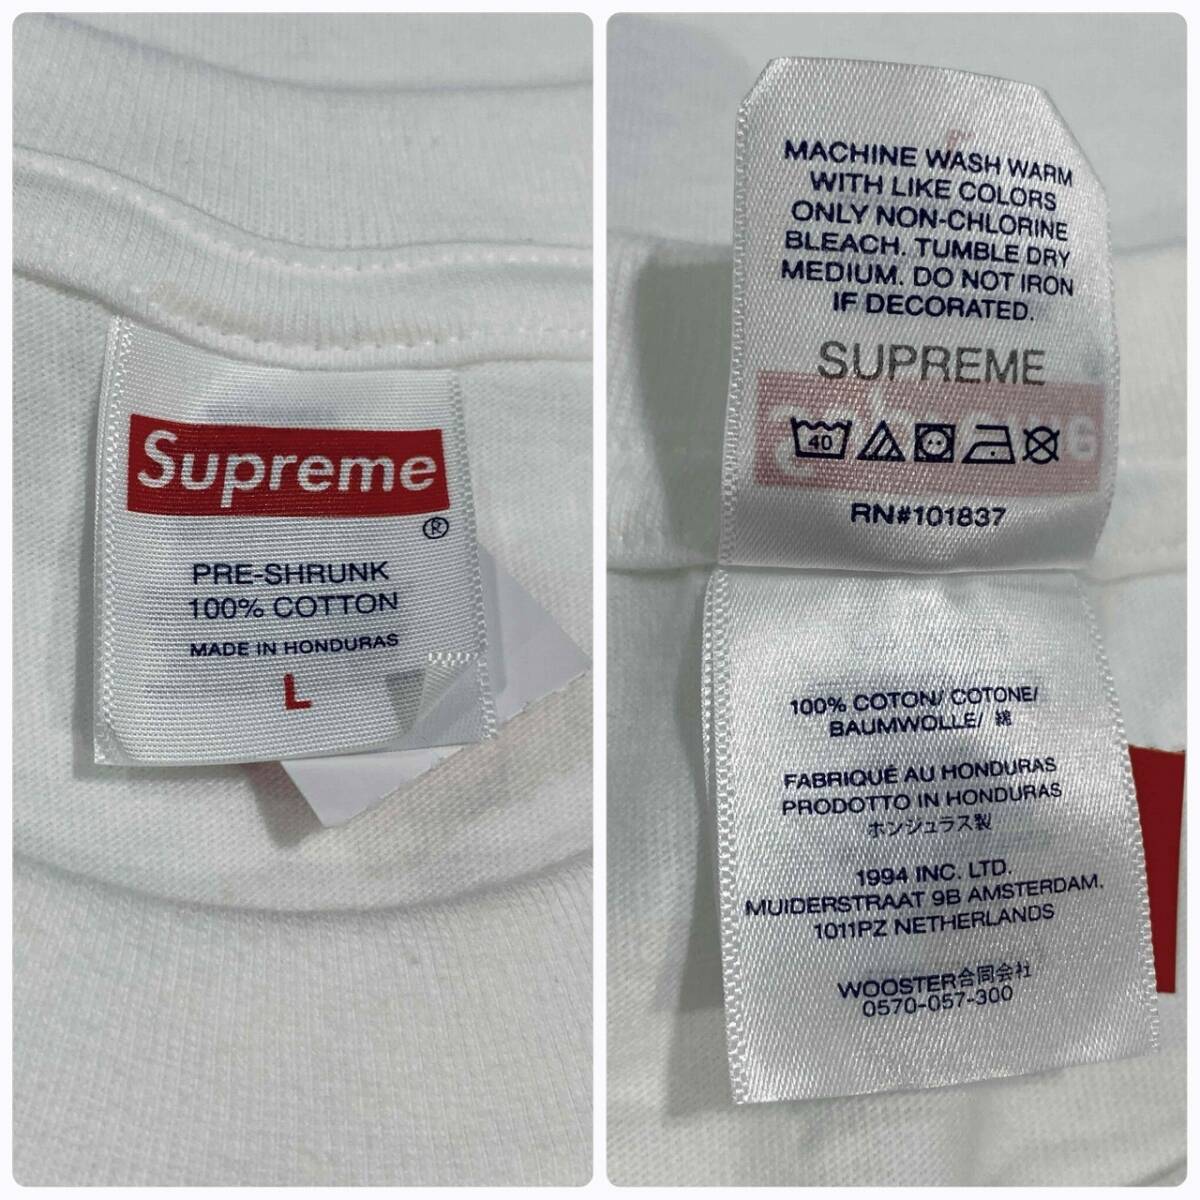 Supreme
®
PRE-SHRUNK
100% COTTON
MADE IN HONDURAS
L
MACHINE WASH WARM
WITH LIKE COLORS
ONLY NON-CHLORINE
BLEACH. TUMBLE DRY
MEDIUM. DO NOT IRON
IF DECORATED.
SUPREME
40
RN#101837
100% COTON/ COTONE/
BAUMWOLLE/ 綿
FABRIQUÉ AU HONDURAS
PRODOTTO IN HONDURAS
ホンジュラス製
1994 INC. LTD.
MUIDERSTRAAT 9B AMSTERDAM.
1011PZ NETHERLANDS
WOOSTER合同会社
0570-057-300